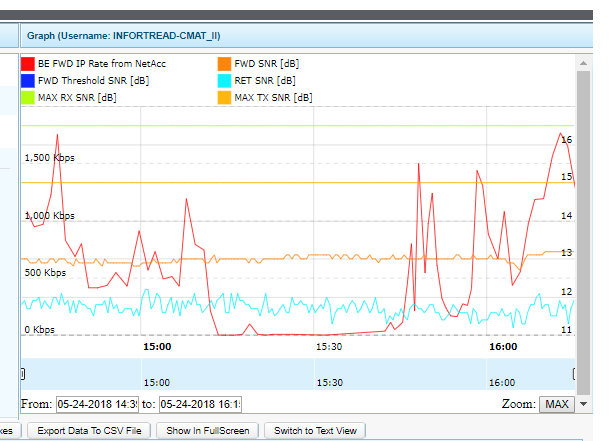 Graph (Username: INFORTREAD-CMAT_II)
BE FWD IP Rate from NetAcc
FWD SNR [dB]
FWD Threshold SNR [dB]
RET SNR [dB]
MAX RX SNR [dB]
MAX TX SNR [dB]
16
1,500 Kbps
15
1,000 Kbps
14
13
500 Kbps
12
0 Kbps
11
15:00 15:30 16:00
15:00 15:30 16:00
From: 05-24-2018 14:39 to: 05-24-2018 16:1 Zoom: MAX
Export Data To CSV File Show In FullScreen Switch to Text View